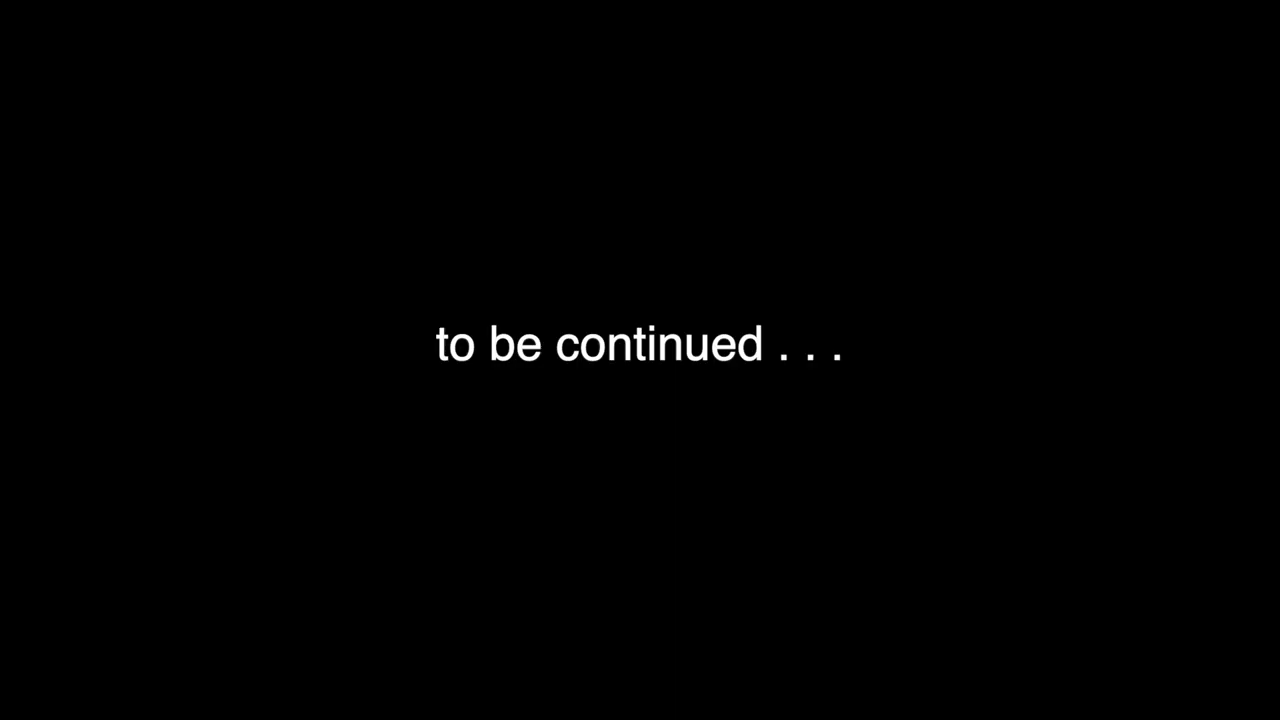 to be continued . . .